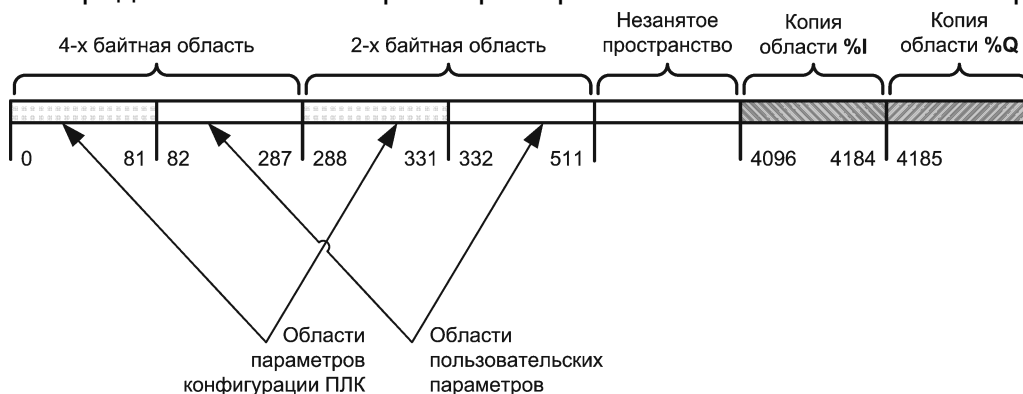 4-х байтная область
2-х байтная область
Незанятое
пространство
Копия
области %I
Копия
области %Q
0 81 82 287 288 331 332 511 4096 4184 4185
Области
параметров
конфигурации ПЛК
Области
пользовательских
параметров